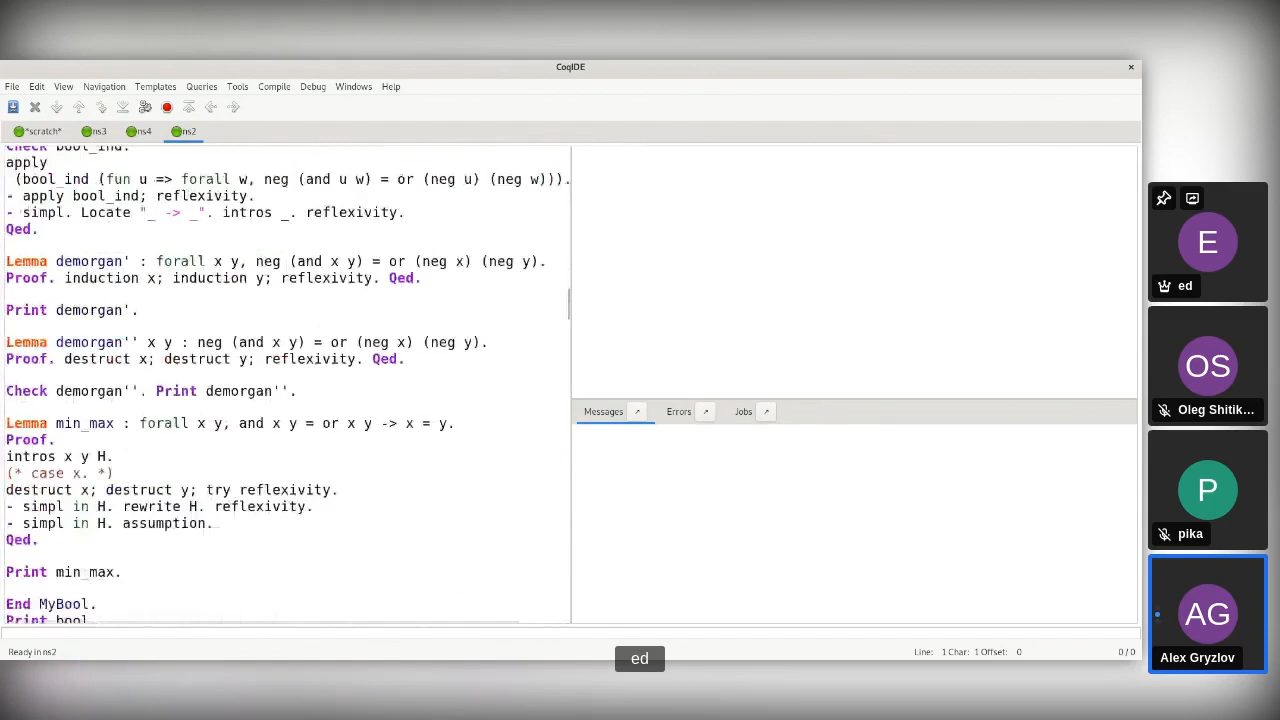 CoqIDE
File Edit View Navigation Templates Queries Tools Compile Debug Windows Help
*scratch* ns3 ns4 ns2
Check bool_ind.
apply
(bool_ind (fun u => forall w, neg (and u w) = or (neg u) (neg w))).
- apply bool_ind; reflexivity.
- simpl. Locate "_ -> _". intros _. reflexivity.
Qed.
Lemma demorgan' : forall x y, neg (and x y) = or (neg x) (neg y).
Proof. induction x; induction y; reflexivity. Qed.
Print demorgan'.
Lemma demorgan'' x y : neg (and x y) = or (neg x) (neg y).
Proof. destruct x; destruct y; reflexivity. Qed.
Check demorgan''. Print demorgan''.
Lemma min_max : forall x y, and x y = or x y -> x = y.
Proof.
intros x y H.
(* case x. *)
destruct x; destruct y; try reflexivity.
- simpl in H. rewrite H. reflexivity.
- simpl in H. assumption.
Qed.
Print min_max.
End MyBool.
Print bool
Messages Errors Jobs
Ready in ns2
Line: 1 Char: 1 Offset: 0
0 / 0
ed
E
ed
OS
Oleg Shitik...
P
pika
AG
Alex Gryzlov